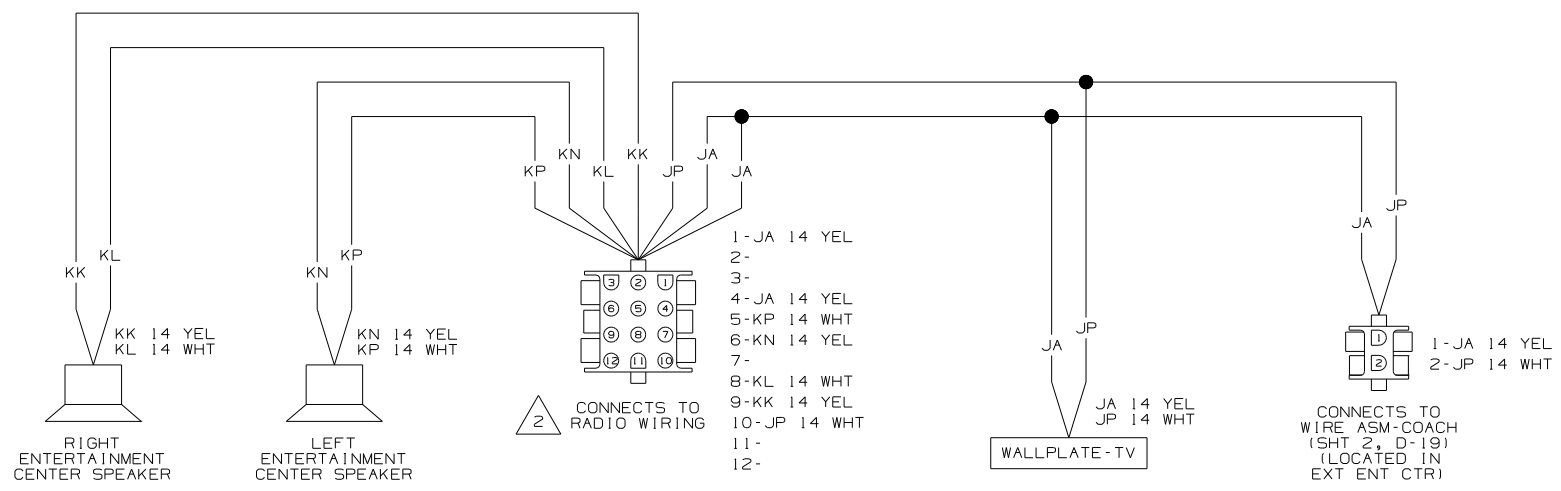 KP
KN
KL
KK
JP
JA
JA
KK
KL
KN
KP
JA
JP
JA
JP
KK 14 YEL
KL 14 WHT
RIGHT
ENTERTAINMENT
CENTER SPEAKER
KN 14 YEL
KP 14 WHT
LEFT
ENTERTAINMENT
CENTER SPEAKER
3 2 1
6 5 4
9 8 7
12 11 10
2
CONNECTS TO
RADIO WIRING
1-JA 14 YEL
2-
3-
4-JA 14 YEL
5-KP 14 WHT
6-KN 14 YEL
7-
8-KL 14 WHT
9-KK 14 YEL
10-JP 14 WHT
11-
12-
JA 14 YEL
JP 14 WHT
WALLPLATE-TV
1
2
1-JA 14 YEL
2-JP 14 WHT
CONNECTS TO
WIRE ASM-COACH
(SHT 2, D-19)
(LOCATED IN
EXT ENT CTR)